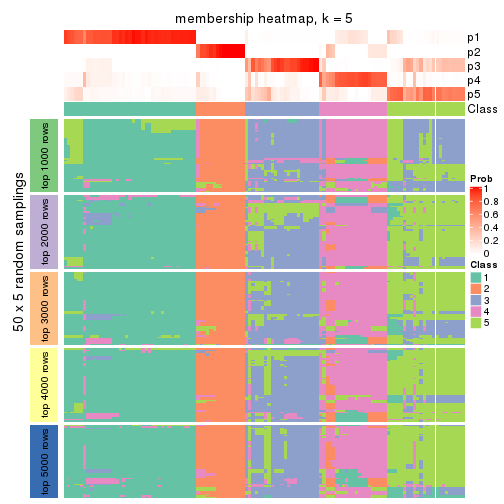 membership heatmap, k = 5
p1
p2
p3
p4
p5
Class
50 x 5 random samplings
top 1000 rows
top 2000 rows
top 3000 rows
top 4000 rows
top 5000 rows
Prob
1
0.8
0.6
0.4
0.2
0
Class
1
2
3
4
5